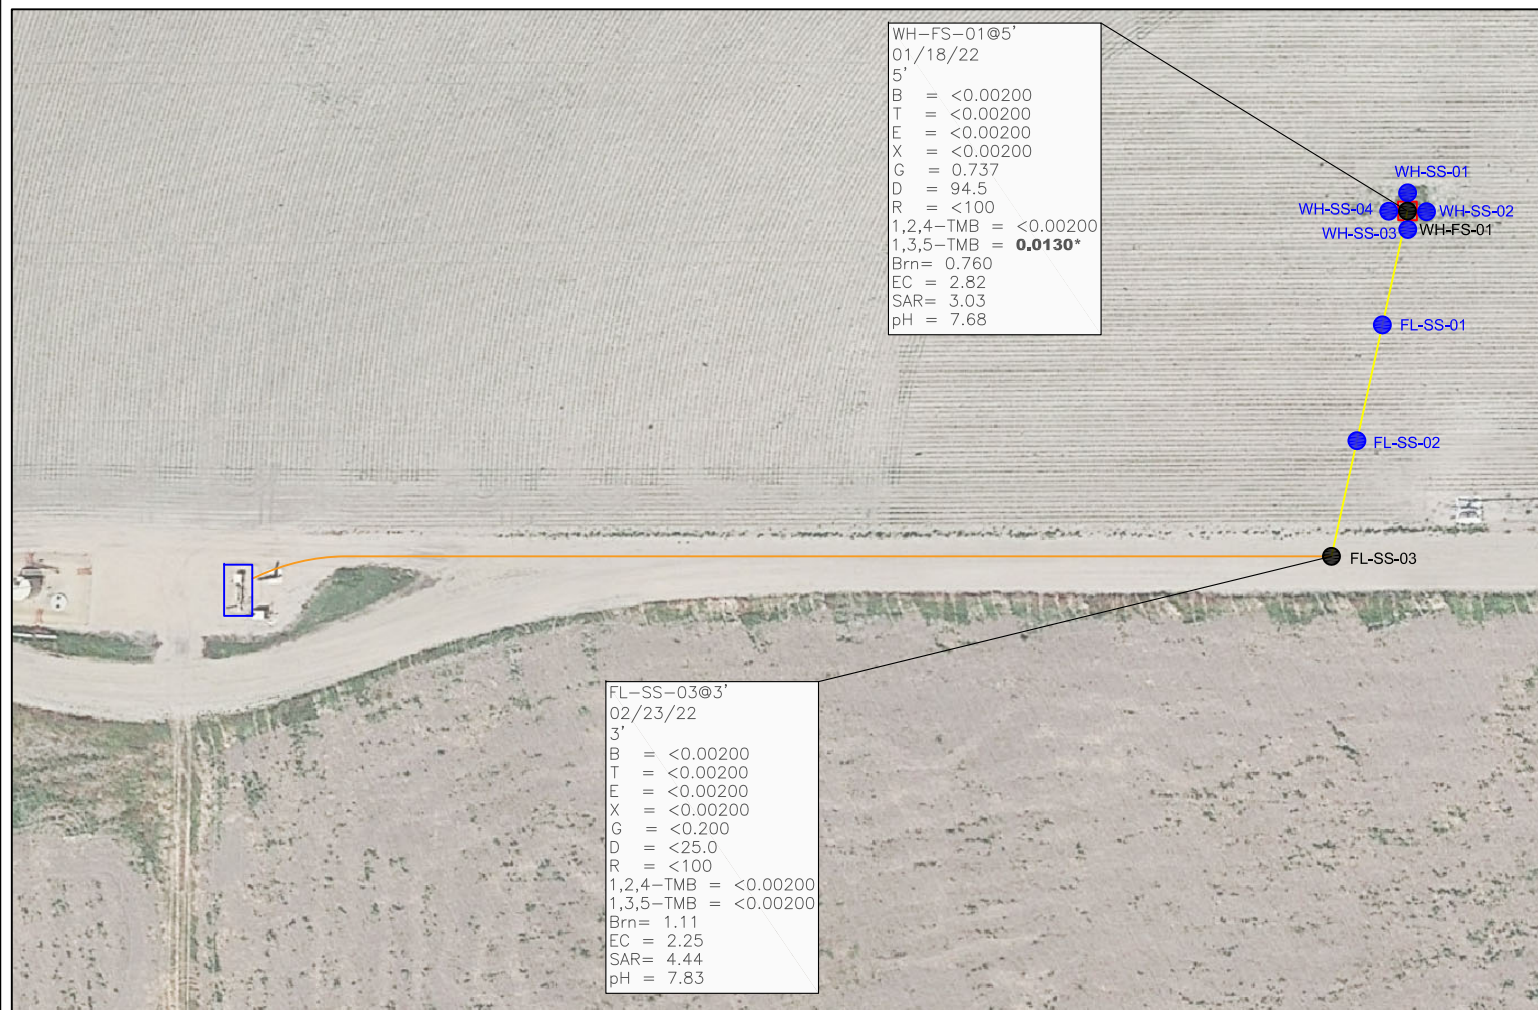 WH-FS-01@5'
01/18/22
5'
B = <0.00200
T = <0.00200
E = <0.00200
X = <0.00200
G = 0.737
D = 94.5
R = <100
1,2,4-TMB = <0.00200
1,3,5-TMB = 0.0130*
Brn= 0.760
EC = 2.82
SAR= 3.03
pH = 7.68
WH-SS-01
WH-SS-04
WH-SS-02
WH-SS-03
WH-FS-01
FL-SS-01
FL-SS-02
FL-SS-03
FL-SS-03@3'
02/23/22
3'
B = <0.00200
T = <0.00200
E = <0.00200
X = <0.00200
G = <0.200
D = <25.0
R = <100
1,2,4-TMB = <0.00200
1,3,5-TMB = <0.00200
Brn= 1.11
EC = 2.25
SAR= 4.44
pH = 7.83